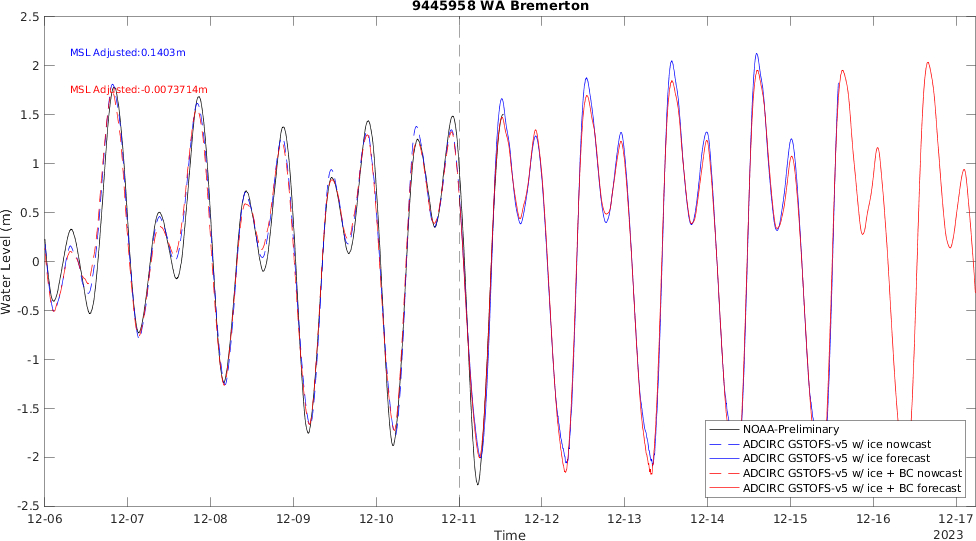 9445958 WA Bremerton
2.5
2
1.5
1
0.5
0
-0.5
-1
-1.5
-2
-2.5
Water Level (m)
MSL Adjusted:0.1403m
MSL Adjusted:-0.0073714m
NOAA-Preliminary
ADCIRC GSTOFS-v5 w/ ice nowcast
ADCIRC GSTOFS-v5 w/ ice forecast
ADCIRC GSTOFS-v5 w/ ice + BC nowcast
ADCIRC GSTOFS-v5 w/ ice + BC forecast
12-06 12-07 12-08 12-09 12-10 12-11 12-12 12-13 12-14 12-15 12-16 12-17
Time
2023